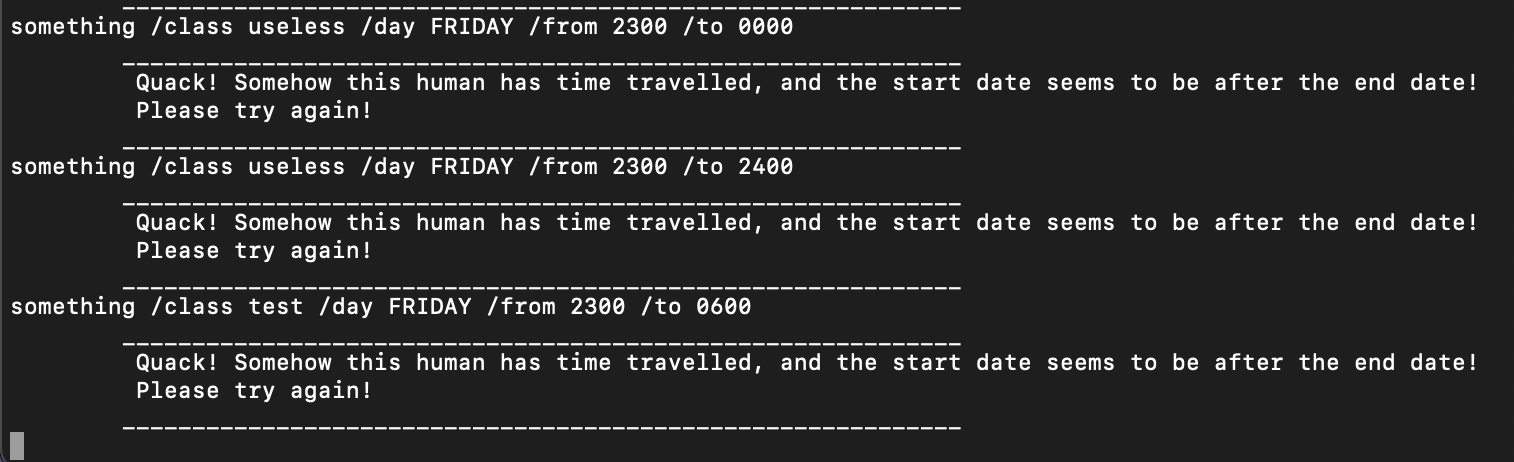 ____________________________________________________________
something /class useless /day FRIDAY /from 2300 /to 0000
____________________________________________________________
Quack! Somehow this human has time travelled, and the start date seems to be after the end date!
Please try again!
____________________________________________________________
something /class useless /day FRIDAY /from 2300 /to 2400
____________________________________________________________
Quack! Somehow this human has time travelled, and the start date seems to be after the end date!
Please try again!
____________________________________________________________
something /class test /day FRIDAY /from 2300 /to 0600
____________________________________________________________
Quack! Somehow this human has time travelled, and the start date seems to be after the end date!
Please try again!
____________________________________________________________